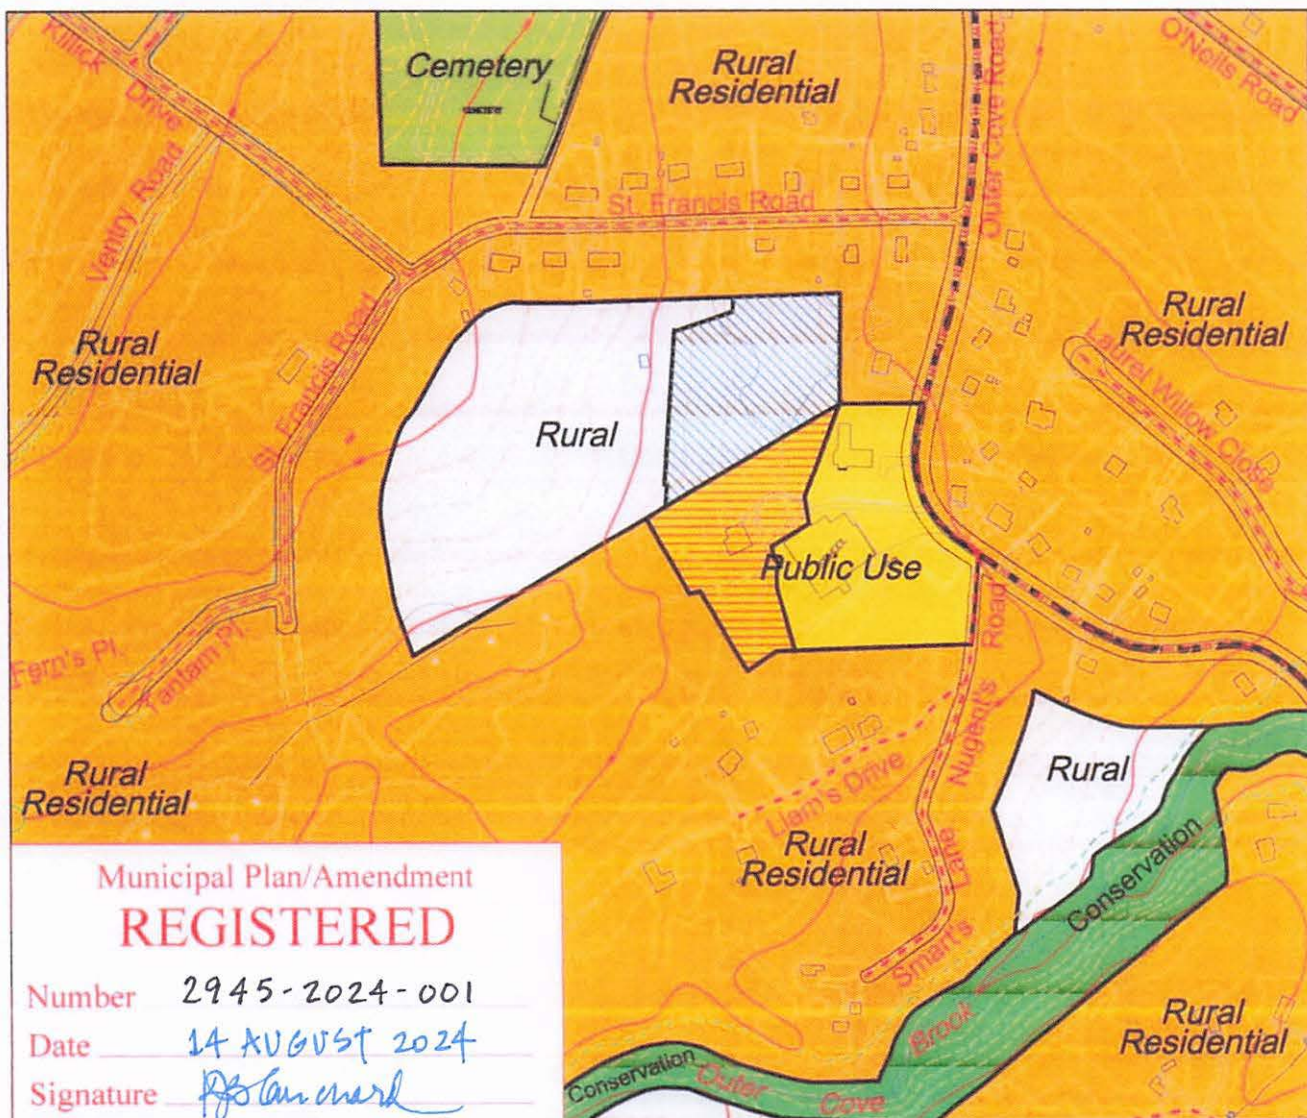 Killick Drive
Cemetery
CEMETERY
Rural
Residential
Outer Cove Road
O'Neils Road
Ventry Road
St. Francis Road
Rural
Residential
Rural
Residential
Laurel Willow Close
St. Francis Road
Rural
Public Use
Fern's Pl.
Tantam Pl.
Nugent's Road
Rural
Residential
Rural
Liam's Drive
Rural
Residential
Smart's Lane
Conservation
Rural
Residential
Conservation
Outer Cove Brook
Municipal Plan/Amendment
REGISTERED
Number 2945-2024-001
Date 14 AUGUST 2024
Signature